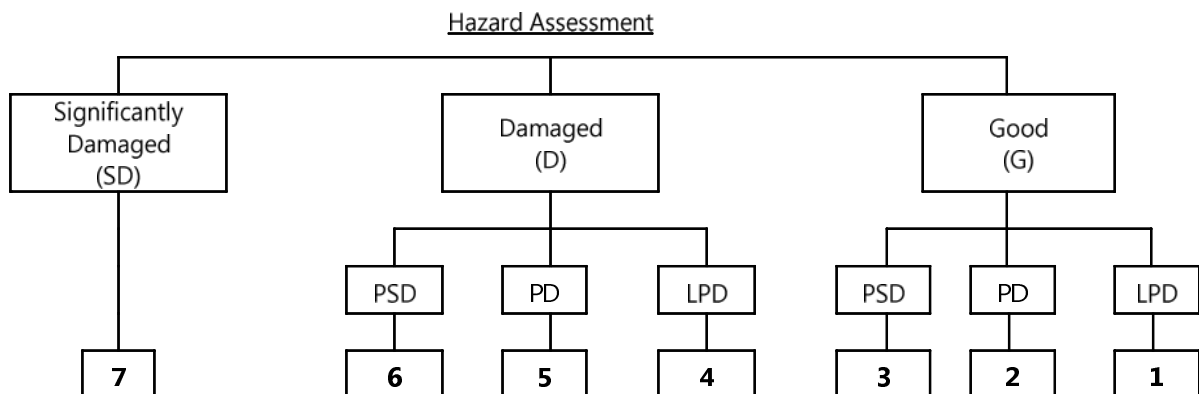 Hazard Assessment
Significantly
Damaged
(SD)
Damaged
(D)
Good
(G)
PSD
PD
LPD
PSD
PD
LPD
7
6
5
4
3
2
1